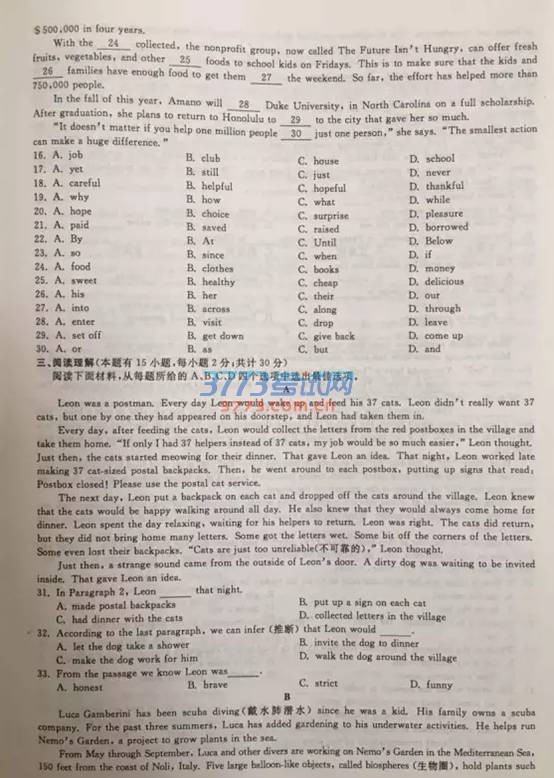 $500,000 in four years.
With the 24 collected, the nonprofit group, now called The Future Isn't Hungry, can offer fresh
fruits, vegetables, and other 25 foods to school kids on Fridays. This is to make sure that the kids and
26 families have enough food to get them 27 the weekend. So far, the effort has helped more than
750,000 people.
In the fall of this year, Amano will 28 Duke University, in North Carolina on a full scholarship.
After graduation, she plans to return to Honolulu to 29 to the city that gave her so much.
"It doesn't matter if you help one million people 30 just one person," she says. "The smallest action
can make a huge difference."
16. A. job B. club C. house D. school
17. A. yet B. still C. just D. never
18. A. careful B. helpful C. hopeful D. thankful
19. A. why B. how C. what D. while
20. A. hope B. choice C. surprise D. pleasure
21. A. paid B. saved C. raised D. borrowed
22. A. By B. At C. Until D. Below
23. A. so B. since C. when D. if
24. A. food B. clothes C. books D. money
25. A. sweet B. healthy C. cheap D. delicious
26. A. his B. her C. their D. our
27. A. into B. across C. along D. through
28. A. enter B. visit C. drop D. leave
29. A. set off B. get down C. give back D. come up
30. A. or B. as C. but D. and
三、阅读理解(本题有15小题,每小题2分;共计30分)
阅读下面材料,从每题所给的A、B、C、D四个选项中选出最佳选项。
A
3773考试网
3773.com.cn
Leon was a postman. Every day Leon would wake up and feed his 37 cats. Leon didn't really want 37
cats, but one by one they had appeared on his doorstep, and Leon had taken them in.
Every day, after feeding the cats, Leon would collect the letters from the red postboxes in the village and
take them home. "If only I had 37 helpers instead of 37 cats, my job would be so much easier," Leon thought.
Just then, the cats started meowing for their dinner. That gave Leon an idea. That night, Leon worked late
making 37 cat-sized postal backpacks. Then, he went around to each postbox, putting up signs that read:
Postbox closed! Please use the postal cat service.
The next day, Leon put a backpack on each cat and dropped off the cats around the village. Leon knew
that the cats would be happy walking around all day. He also knew that they would always come home for
dinner. Leon spent the day relaxing, waiting for his helpers to return. Leon was right. The cats did return,
but they did not bring home many letters. Some got the letters wet. Some bit off the corners of the letters.
Some even lost their backpacks. "Cats are just too unreliable(不可靠的)," Leon thought.
Just then, a strange sound came from the outside of Leon's door. A dirty dog was waiting to be invited
inside. That gave Leon an idea.
31. In Paragraph 2, Leon ______ that night.
A. made postal backpacks B. put up a sign on each cat
C. had dinner with the cats D. collected letters in the village
32. According to the last paragraph, we can infer (推断) that Leon would ______.
A. let the dog take a shower B. invite the dog to dinner
C. make the dog work for him D. walk the dog around the village
33. From the passage we know Leon was______.
A. honest B. brave C. strict D. funny
B
Luca Gamberini has been scuba diving(戴水肺潜水) since he was a kid. His family owns a scuba
company. For the past three summers, Luca has added gardening to his underwater activities. He helps run
Nemo's Garden, a project to grow plants in the sea.
From May through September, Luca and other divers are working on Nemo's Garden in the Mediterranean Sea,
150 feet from the coast of Noli, Italy. Five large balloon-like objects, called biospheres (生物圈), hold plants such